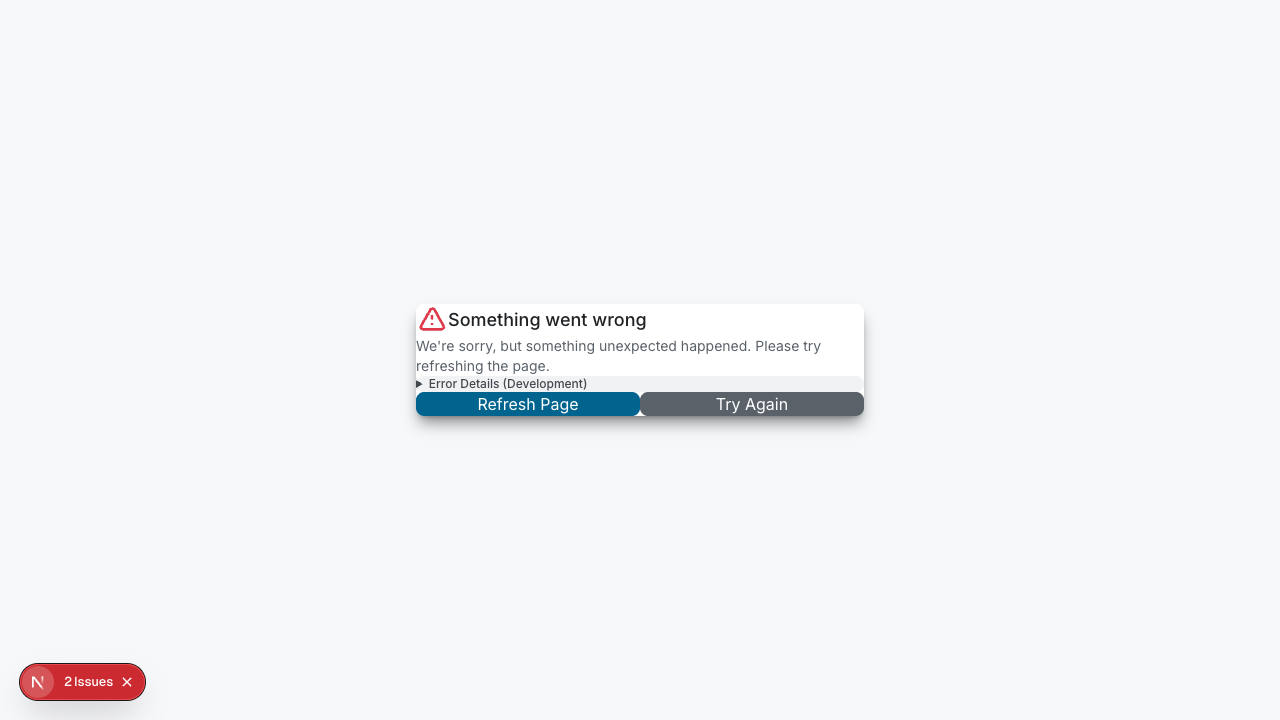 Something went wrong
We're sorry, but something unexpected happened. Please try
refreshing the page.
Error Details (Development)
Refresh Page
Try Again
N
2 Issues